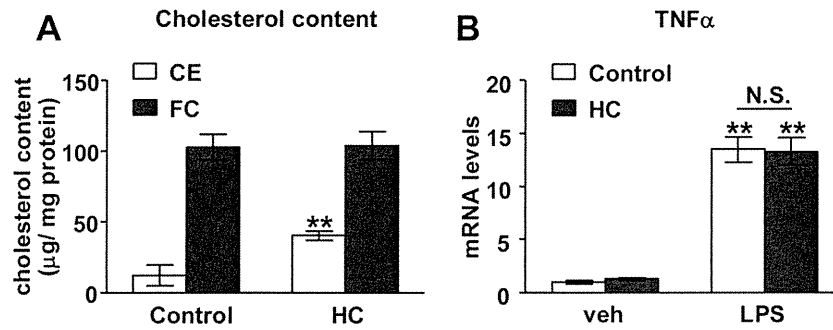 A
Cholesterol content
cholesterol content
(µg/ mg protein)
150
100
50
0
CE
FC
**
Control
HC
B
TNFα
mRNA levels
20
15
10
5
0
Control
HC
N.S.
** **
veh
LPS